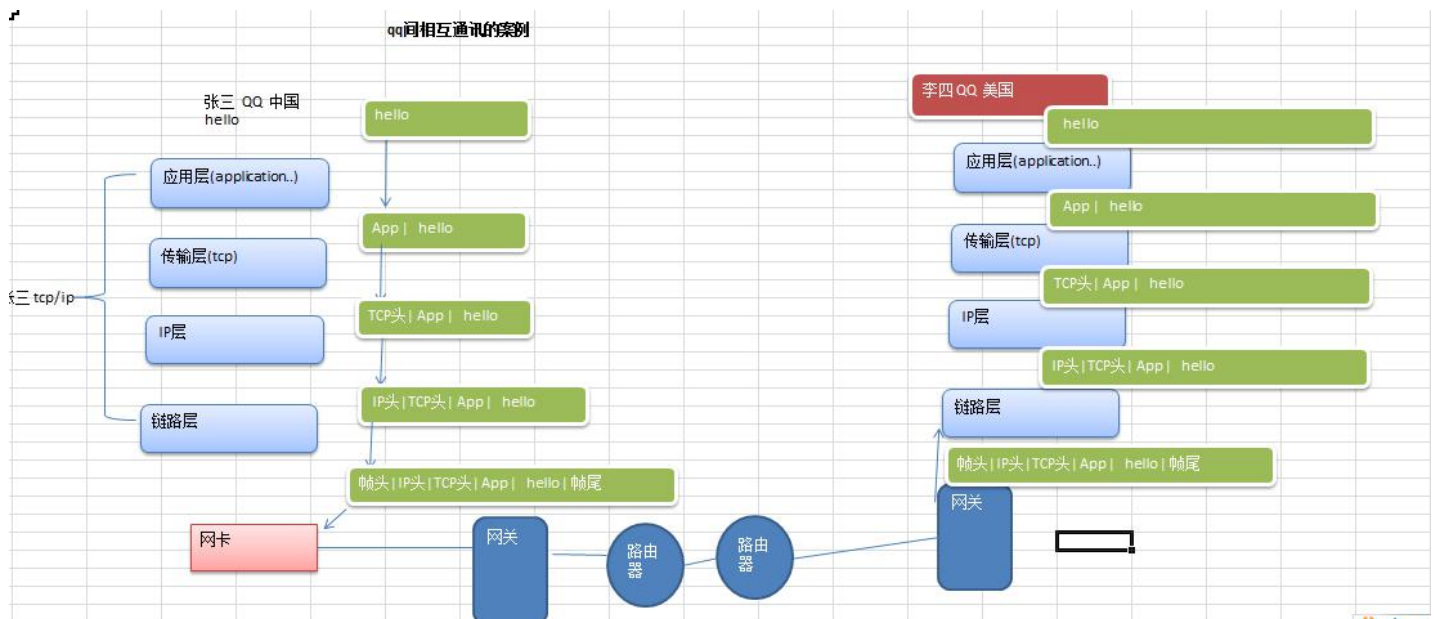 qq间相互通讯的案例
张三 QQ 中国
hello
hello
应用层(application..)
App | hello
传输层(tcp)
张三 tcp/ip
TCP头 | App | hello
IP层
IP头 | TCP头 | App | hello
链路层
帧头 | IP头 | TCP头 | App | hello | 帧尾
网卡
网关
路由
器
路由
器
李四QQ 美国
hello
应用层(application..)
App | hello
传输层(tcp)
TCP头 | App | hello
IP层
IP头 | TCP头 | App | hello
链路层
帧头 | IP头 | TCP头 | App | hello | 帧尾
网关